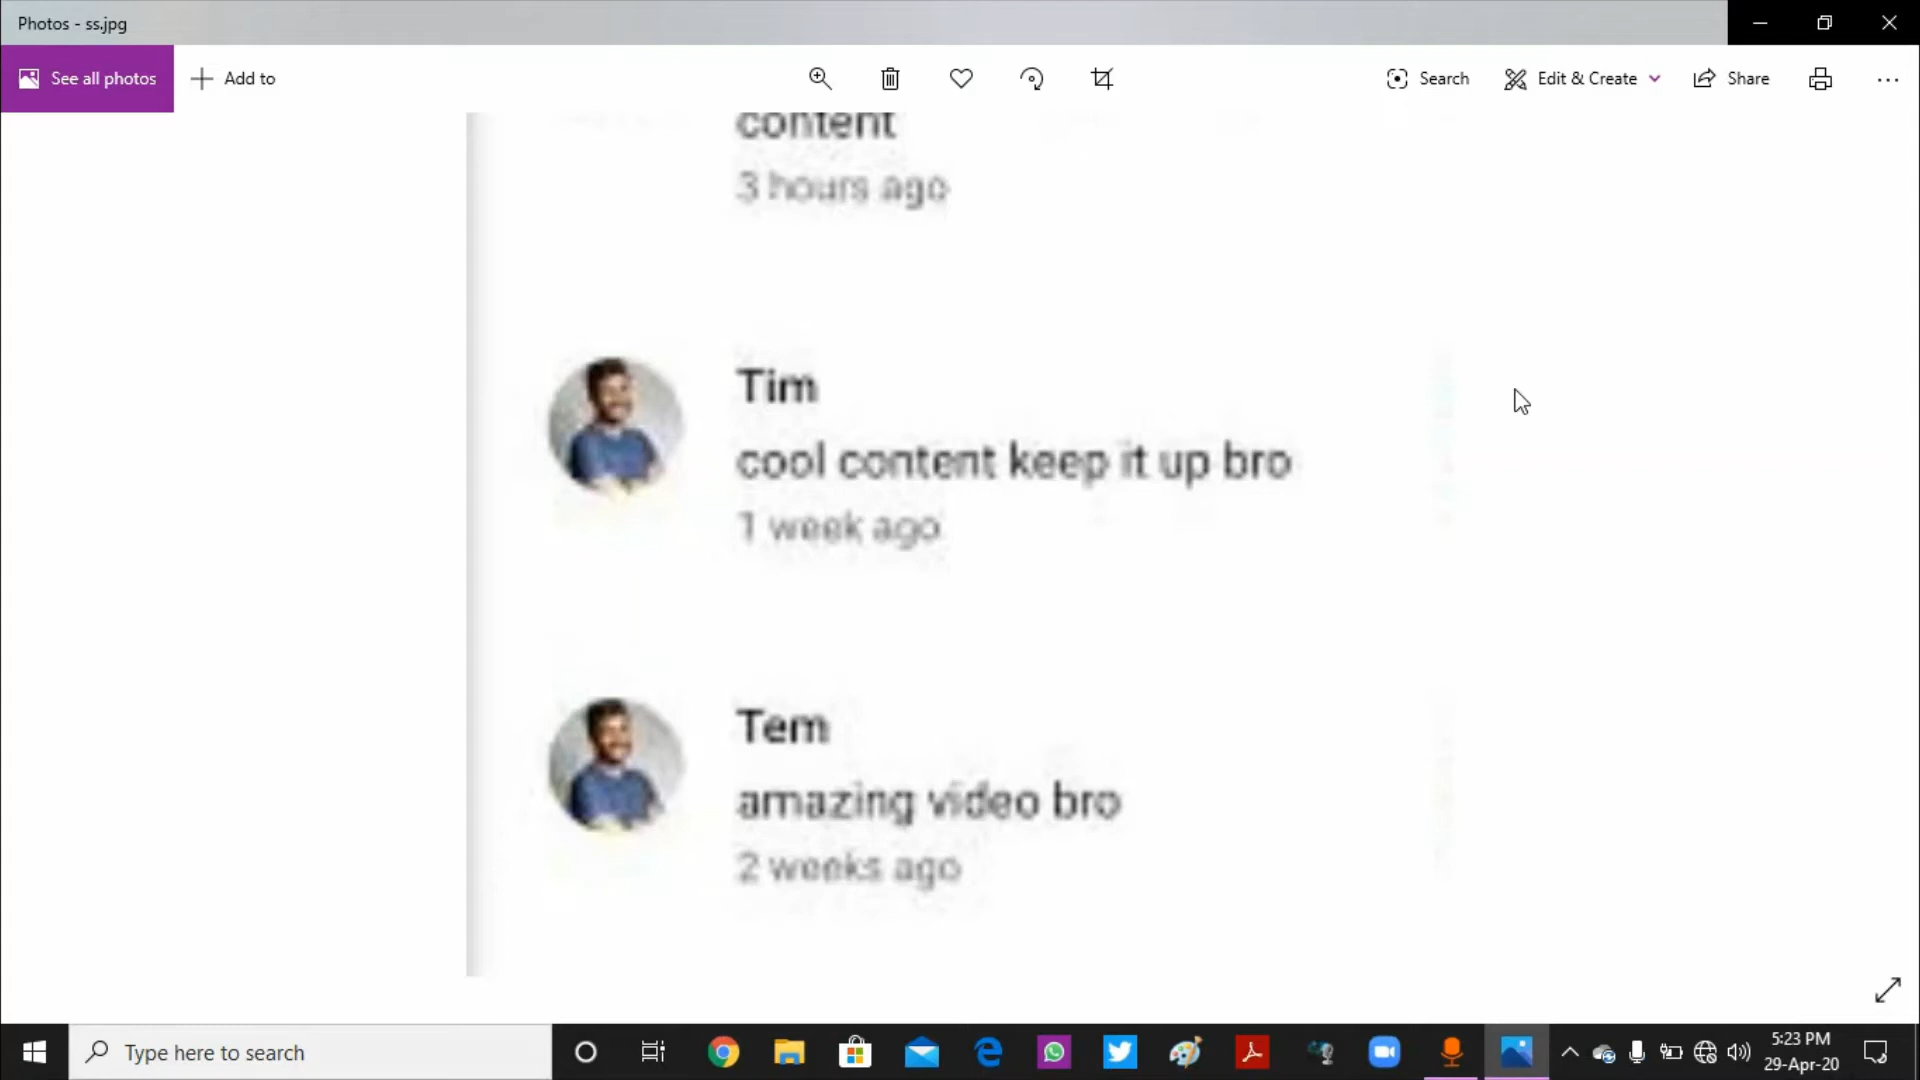 Photos - ss.jpg
See all photos
Add to
Search
Edit & Create
Share
content
3 hours ago
Tim
cool content keep it up bro
1 week ago
Tem
amazing video bro
2 weeks ago
Type here to search
5:23 PM
29-Apr-20